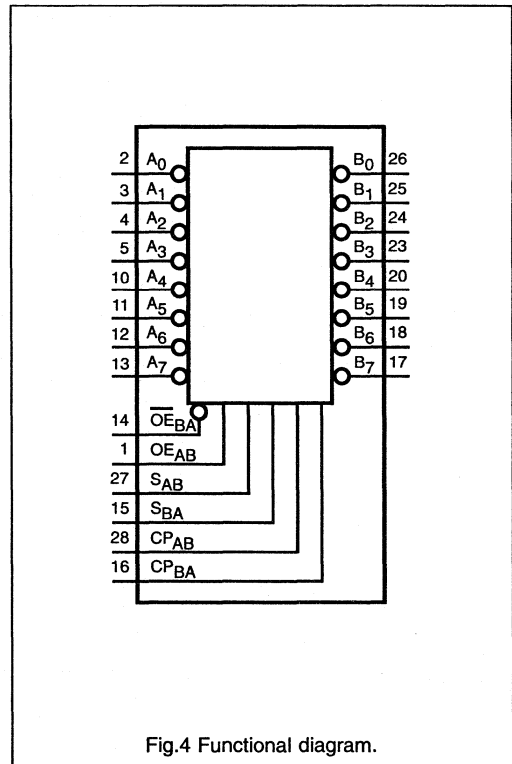 2 A0 B0 26
3 A1 B1 25
4 A2 B2 24
5 A3 B3 23
10 A4 B4 20
11 A5 B5 19
12 A6 B6 18
13 A7 B7 17
14 O̅E̅BA
1 OEAB
27 SAB
15 SBA
28 CPAB
16 CPBA
Fig.4 Functional diagram.